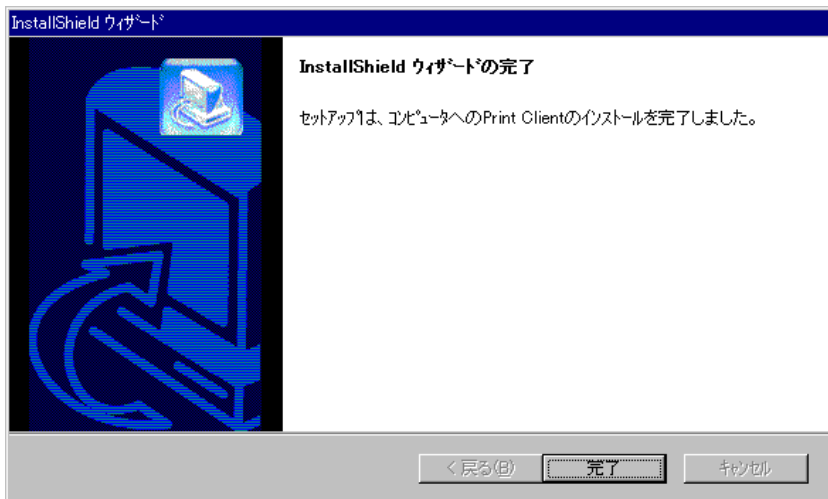 InstallShield ウィザード
InstallShield ウィザードの完了
セットアップは、コンピュータへのPrint Clientのインストールを完了しました。
< 戻る(B)
完了
キャンセル